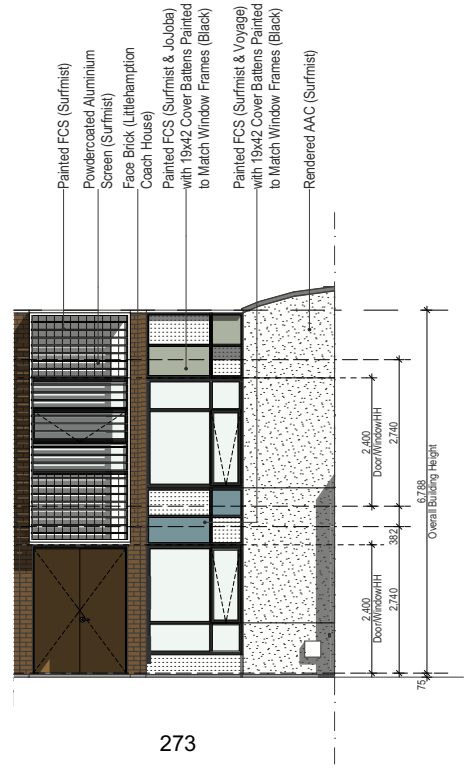 Painted FCS (Surfmist)
Powdercoated Aluminium
Screen (Surfmist)
Face Brick (Littlehamption
Coach House)
Painted FCS (Surfmist & JoJoba)
with 19x42 Cover Battens Painted
to Match Window Frames (Black)
Painted FCS (Surfmist & Voyage)
with 19x42 Cover Battens Painted
to Match Window Frames (Black)
Rendered AAC (Surfmist)
2,400
Door/WindowHH
2,400
Door/WindowHH
2,740
382
2,740
6,788
Overall Building Height
75
273